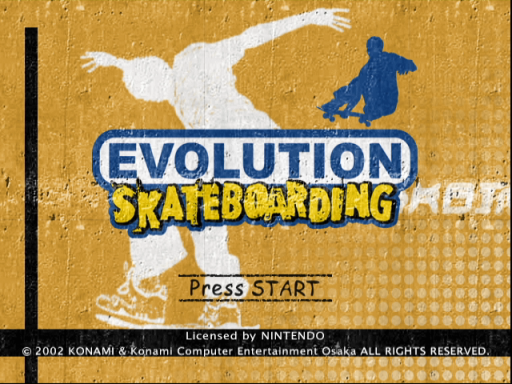 EVOLUTION
SKATEBOARDING
Press START
Licensed by NINTENDO
© 2002 KONAMI & Konami Computer Entertainment Osaka ALL RIGHTS RESERVED.